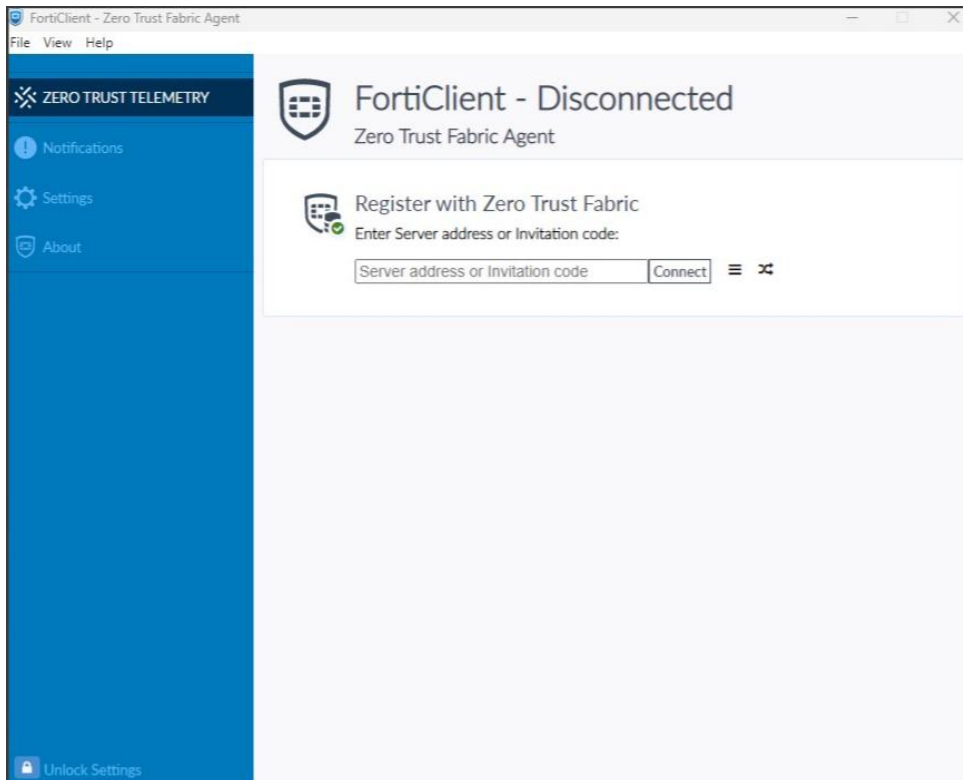 FortiClient - Zero Trust Fabric Agent
File View Help
ZERO TRUST TELEMETRY
Notifications
Settings
About
Unlock Settings
FortiClient - Disconnected
Zero Trust Fabric Agent
Register with Zero Trust Fabric
Enter Server address or Invitation code:
Server address or Invitation code Connect